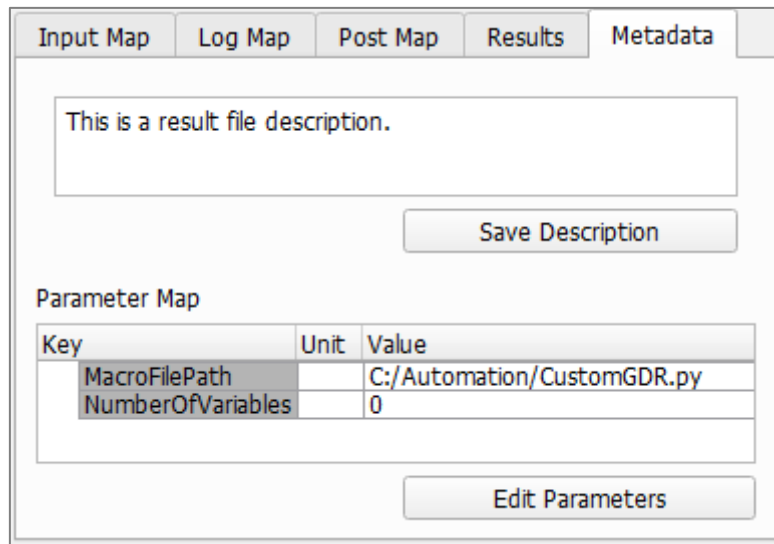 Input Map Log Map Post Map Results Metadata
This is a result file description.
Save Description
Parameter Map
Key Unit Value
MacroFilePath C:/Automation/CustomGDR.py
NumberOfVariables 0
Edit Parameters